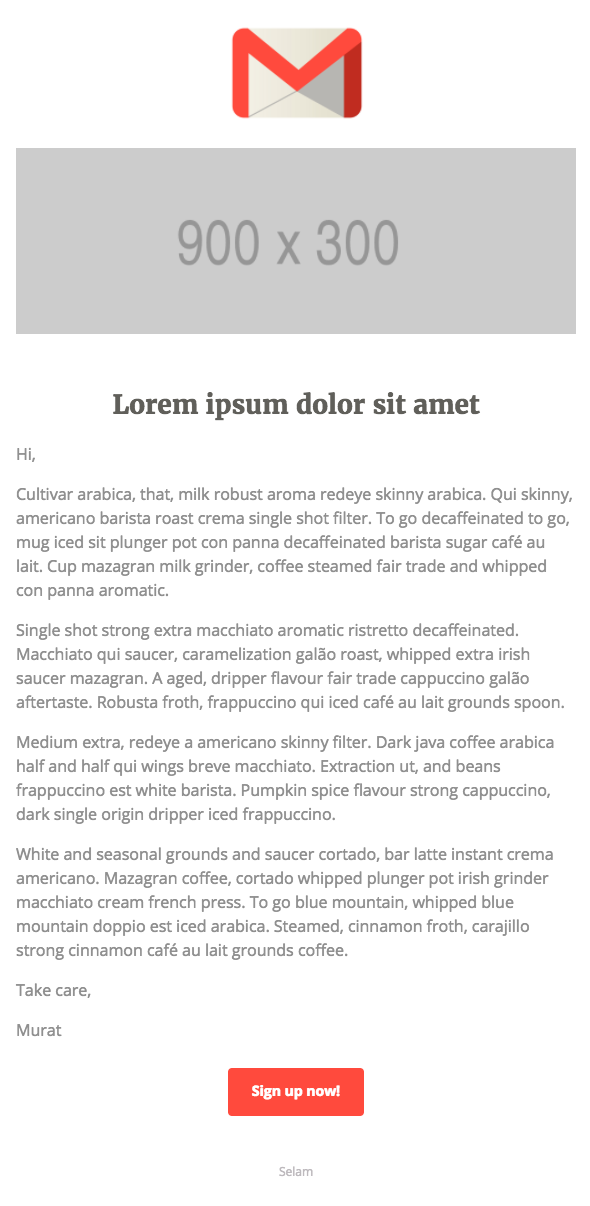 900 x 300
Lorem ipsum dolor sit amet
Hi,
Cultivar arabica, that, milk robust aroma redeye skinny arabica. Qui skinny,
americano barista roast crema single shot filter. To go decaffeinated to go,
mug iced sit plunger pot con panna decaffeinated barista sugar café au
lait. Cup mazagran milk grinder, coffee steamed fair trade and whipped
con panna aromatic.
Single shot strong extra macchiato aromatic ristretto decaffeinated.
Macchiato qui saucer, caramelization galão roast, whipped extra irish
saucer mazagran. A aged, dripper flavour fair trade cappuccino galão
aftertaste. Robusta froth, frappuccino qui iced café au lait grounds spoon.
Medium extra, redeye a americano skinny filter. Dark java coffee arabica
half and half qui wings breve macchiato. Extraction ut, and beans
frappuccino est white barista. Pumpkin spice flavour strong cappuccino,
dark single origin dripper iced frappuccino.
White and seasonal grounds and saucer cortado, bar latte instant crema
americano. Mazagran coffee, cortado whipped plunger pot irish grinder
macchiato cream french press. To go blue mountain, whipped blue
mountain doppio est iced arabica. Steamed, cinnamon froth, carajillo
strong cinnamon café au lait grounds coffee.
Take care,
Murat
Sign up now!
Selam